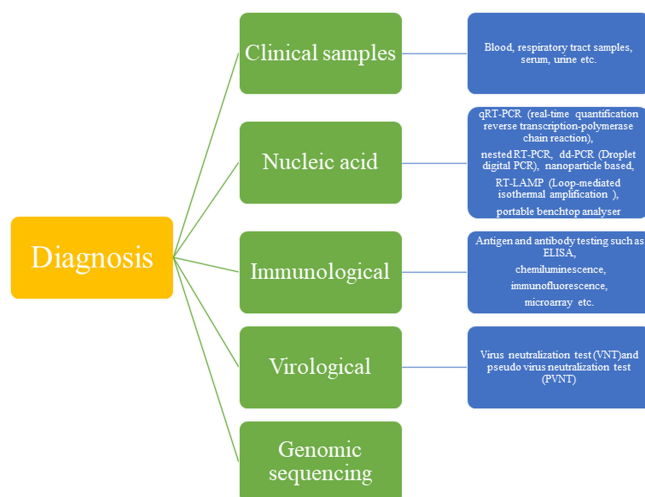 Diagnosis
Clinical samples
Blood, respiratory tract samples,
serum, urine etc.
Nucleic acid
qRT-PCR (real-time quantification
reverse transcription-polymerase
chain reaction),
nested RT-PCR, dd-PCR (Droplet
digital PCR), nanoparticle based,
RT-LAMP (Loop-mediated
isothermal amplification ),
portable benchtop analyser
Immunological
Antigen and antibody testing such as
ELISA,
chemiluminescence,
immunofluorescence,
microarray etc.
Virological
Virus neutralization test (VNT)and
pseudo virus neutralization test
(PVNT)
Genomic
sequencing